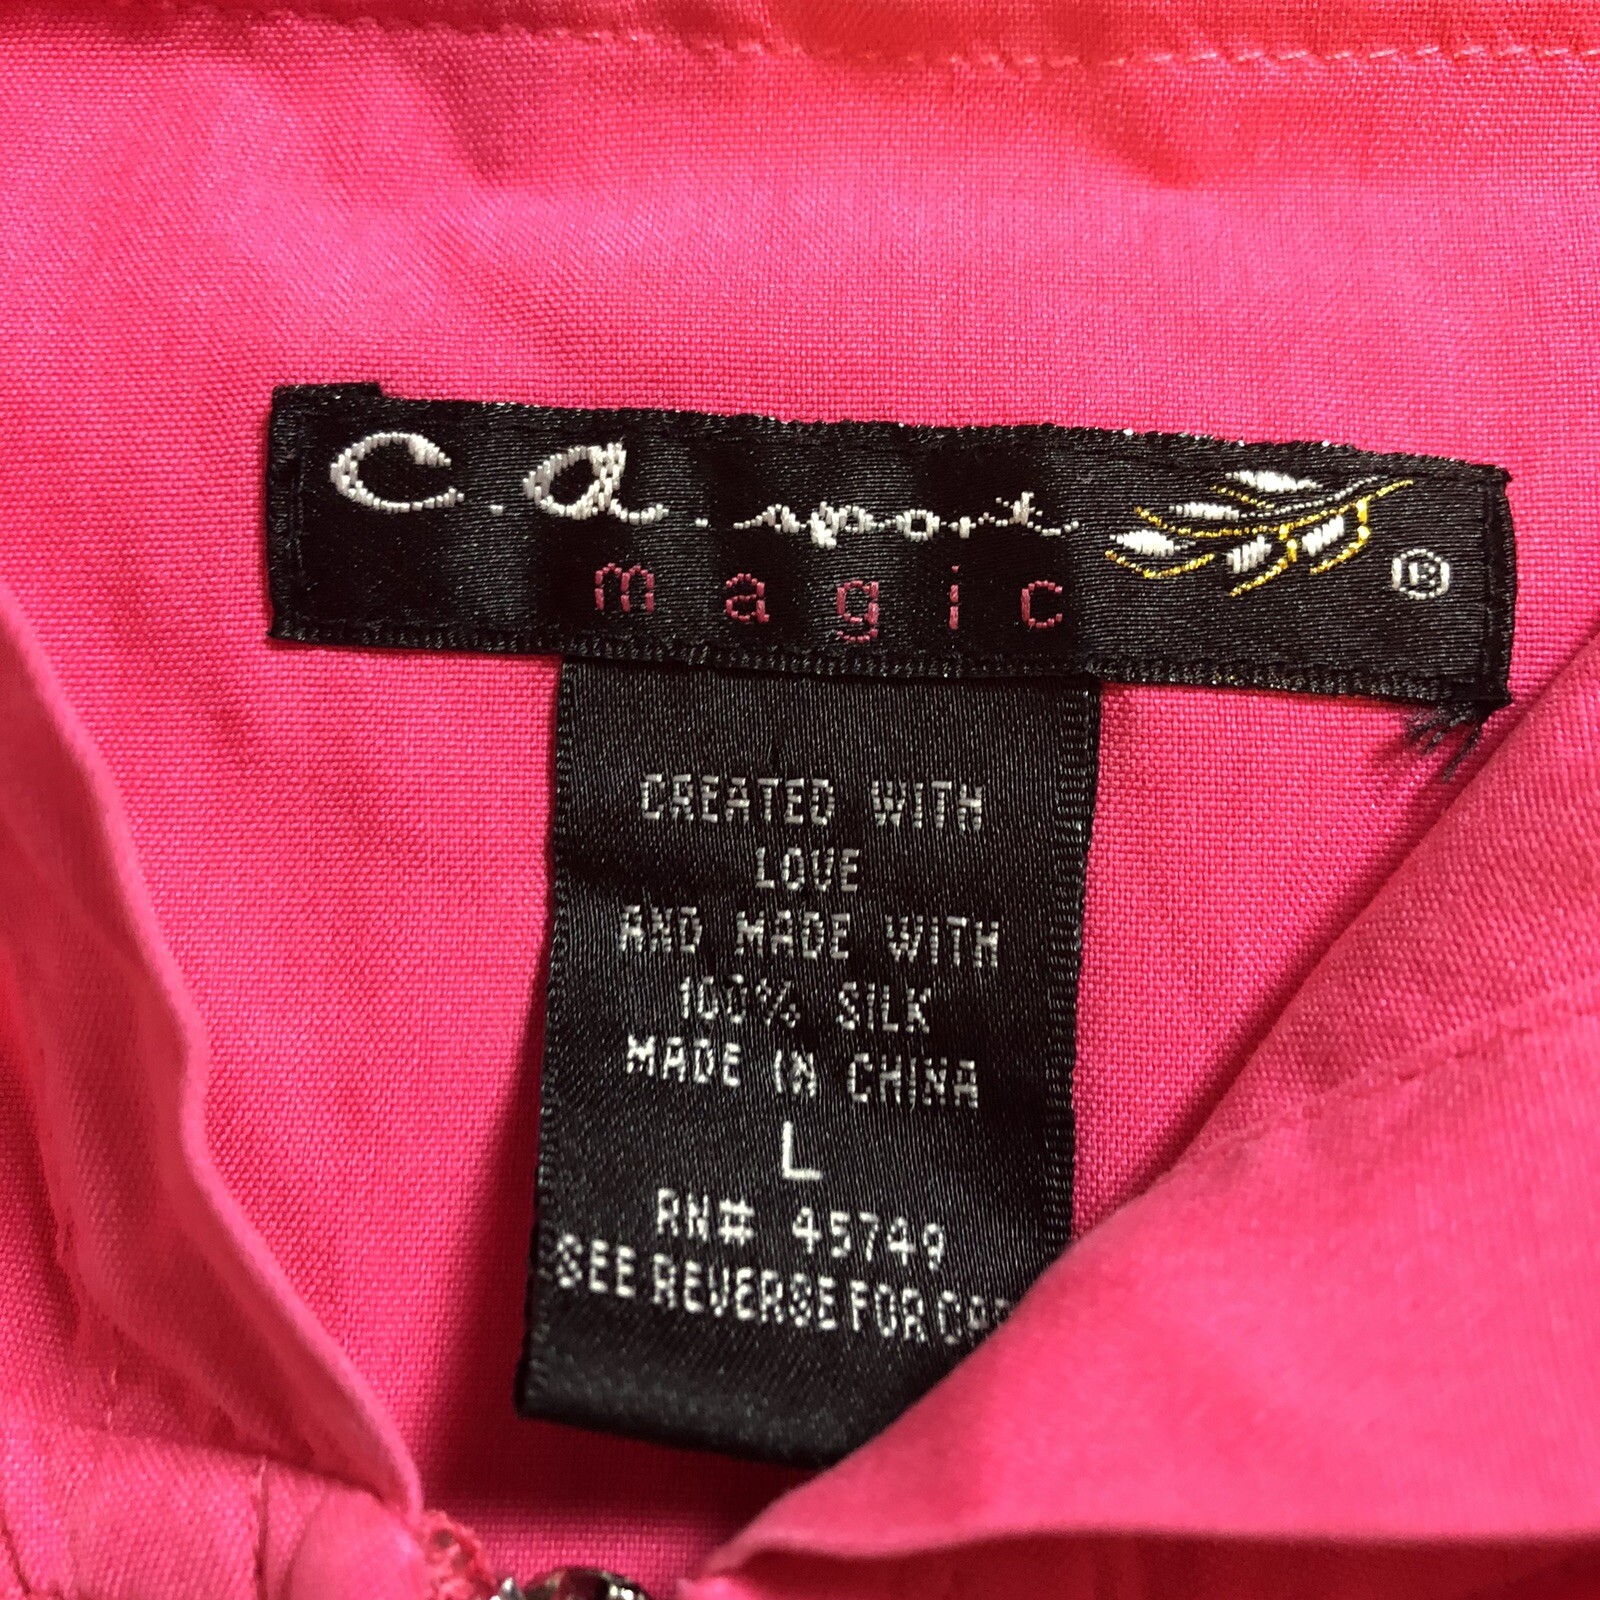 c.a.sport ®
magic
CREATED WITH
LOVE
AND MADE WITH
100% SILK
MADE IN CHINA
L
RN# 45749
SEE REVERSE FOR